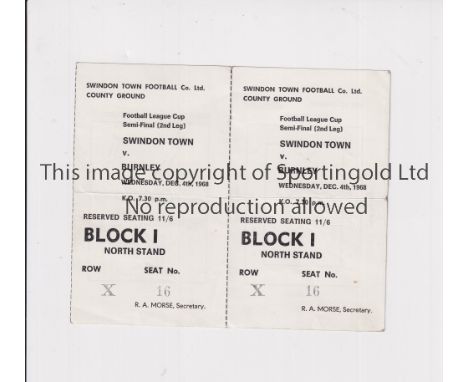 SWINDON TOWN FOOTBALL Co. Ltd.
COUNTY GROUND
Football League Cup
Semi-Final (2nd Leg)
SWINDON TOWN
v.
BURNLEY
WEDNESDAY, DEC. 4th, 1968
K.O. 7.30 p.m.
RESERVED SEATING 11/6
BLOCK I
NORTH STAND
ROW SEAT No.
X 16
R. A. MORSE, Secretary.
SWINDON TOWN FOOTBALL Co. Ltd.
COUNTY GROUND
Football League Cup
Semi-Final (2nd Leg)
SWINDON TOWN
v.
BURNLEY
WEDNESDAY, DEC. 4th, 1968
K.O. 7.30 p.m.
RESERVED SEATING 11/6
BLOCK I
NORTH STAND
ROW SEAT No.
X 16
R. A. MORSE, Secretary.
This image copyright of Sportingold Ltd
No reproduction allowed